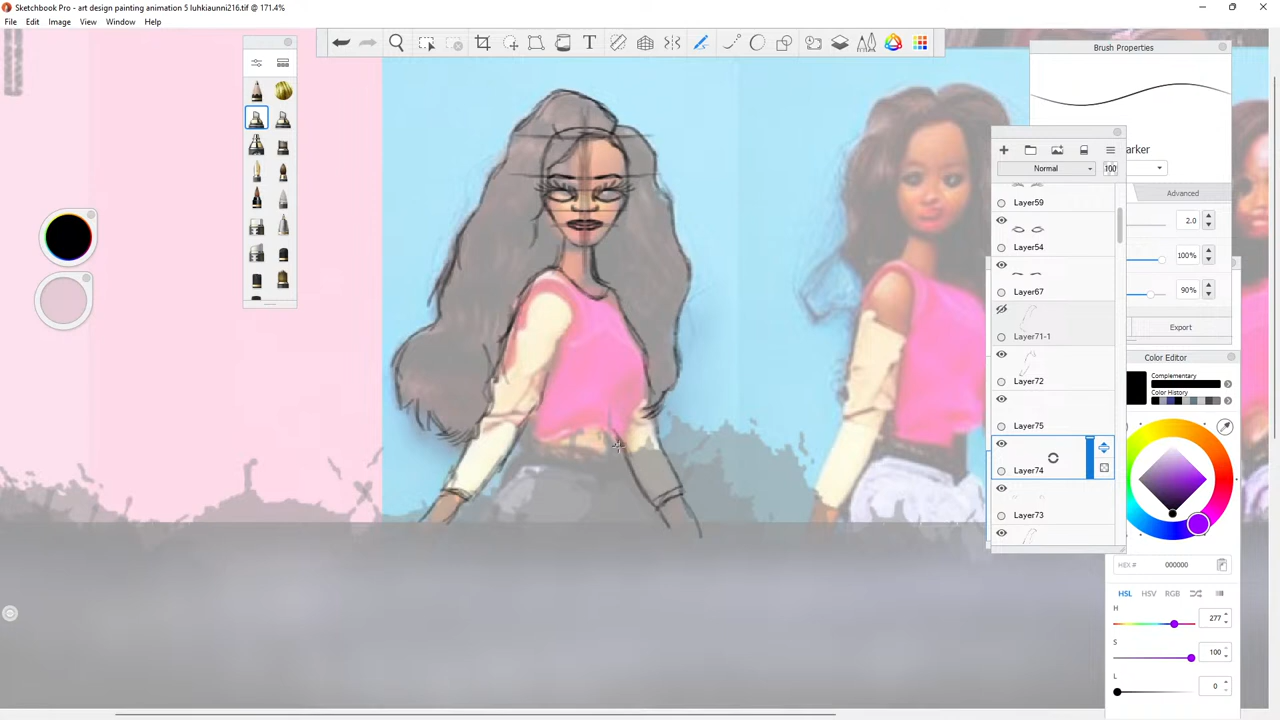 Sketchbook Pro - art design painting animation 5 luhkiaunni216.tif @ 171.4%
File Edit Image View Window Help
Brush Properties
arker
Normal
100
Advanced
Layer59
2.0
Layer54
100%
Layer67
90%
Layer71-1
Export
Color Editor
Complementary
Layer72
Color History
Layer75
Layer74
Layer73
HEX # 000000
HSL HSV RGB
H
277
S
100
L
0